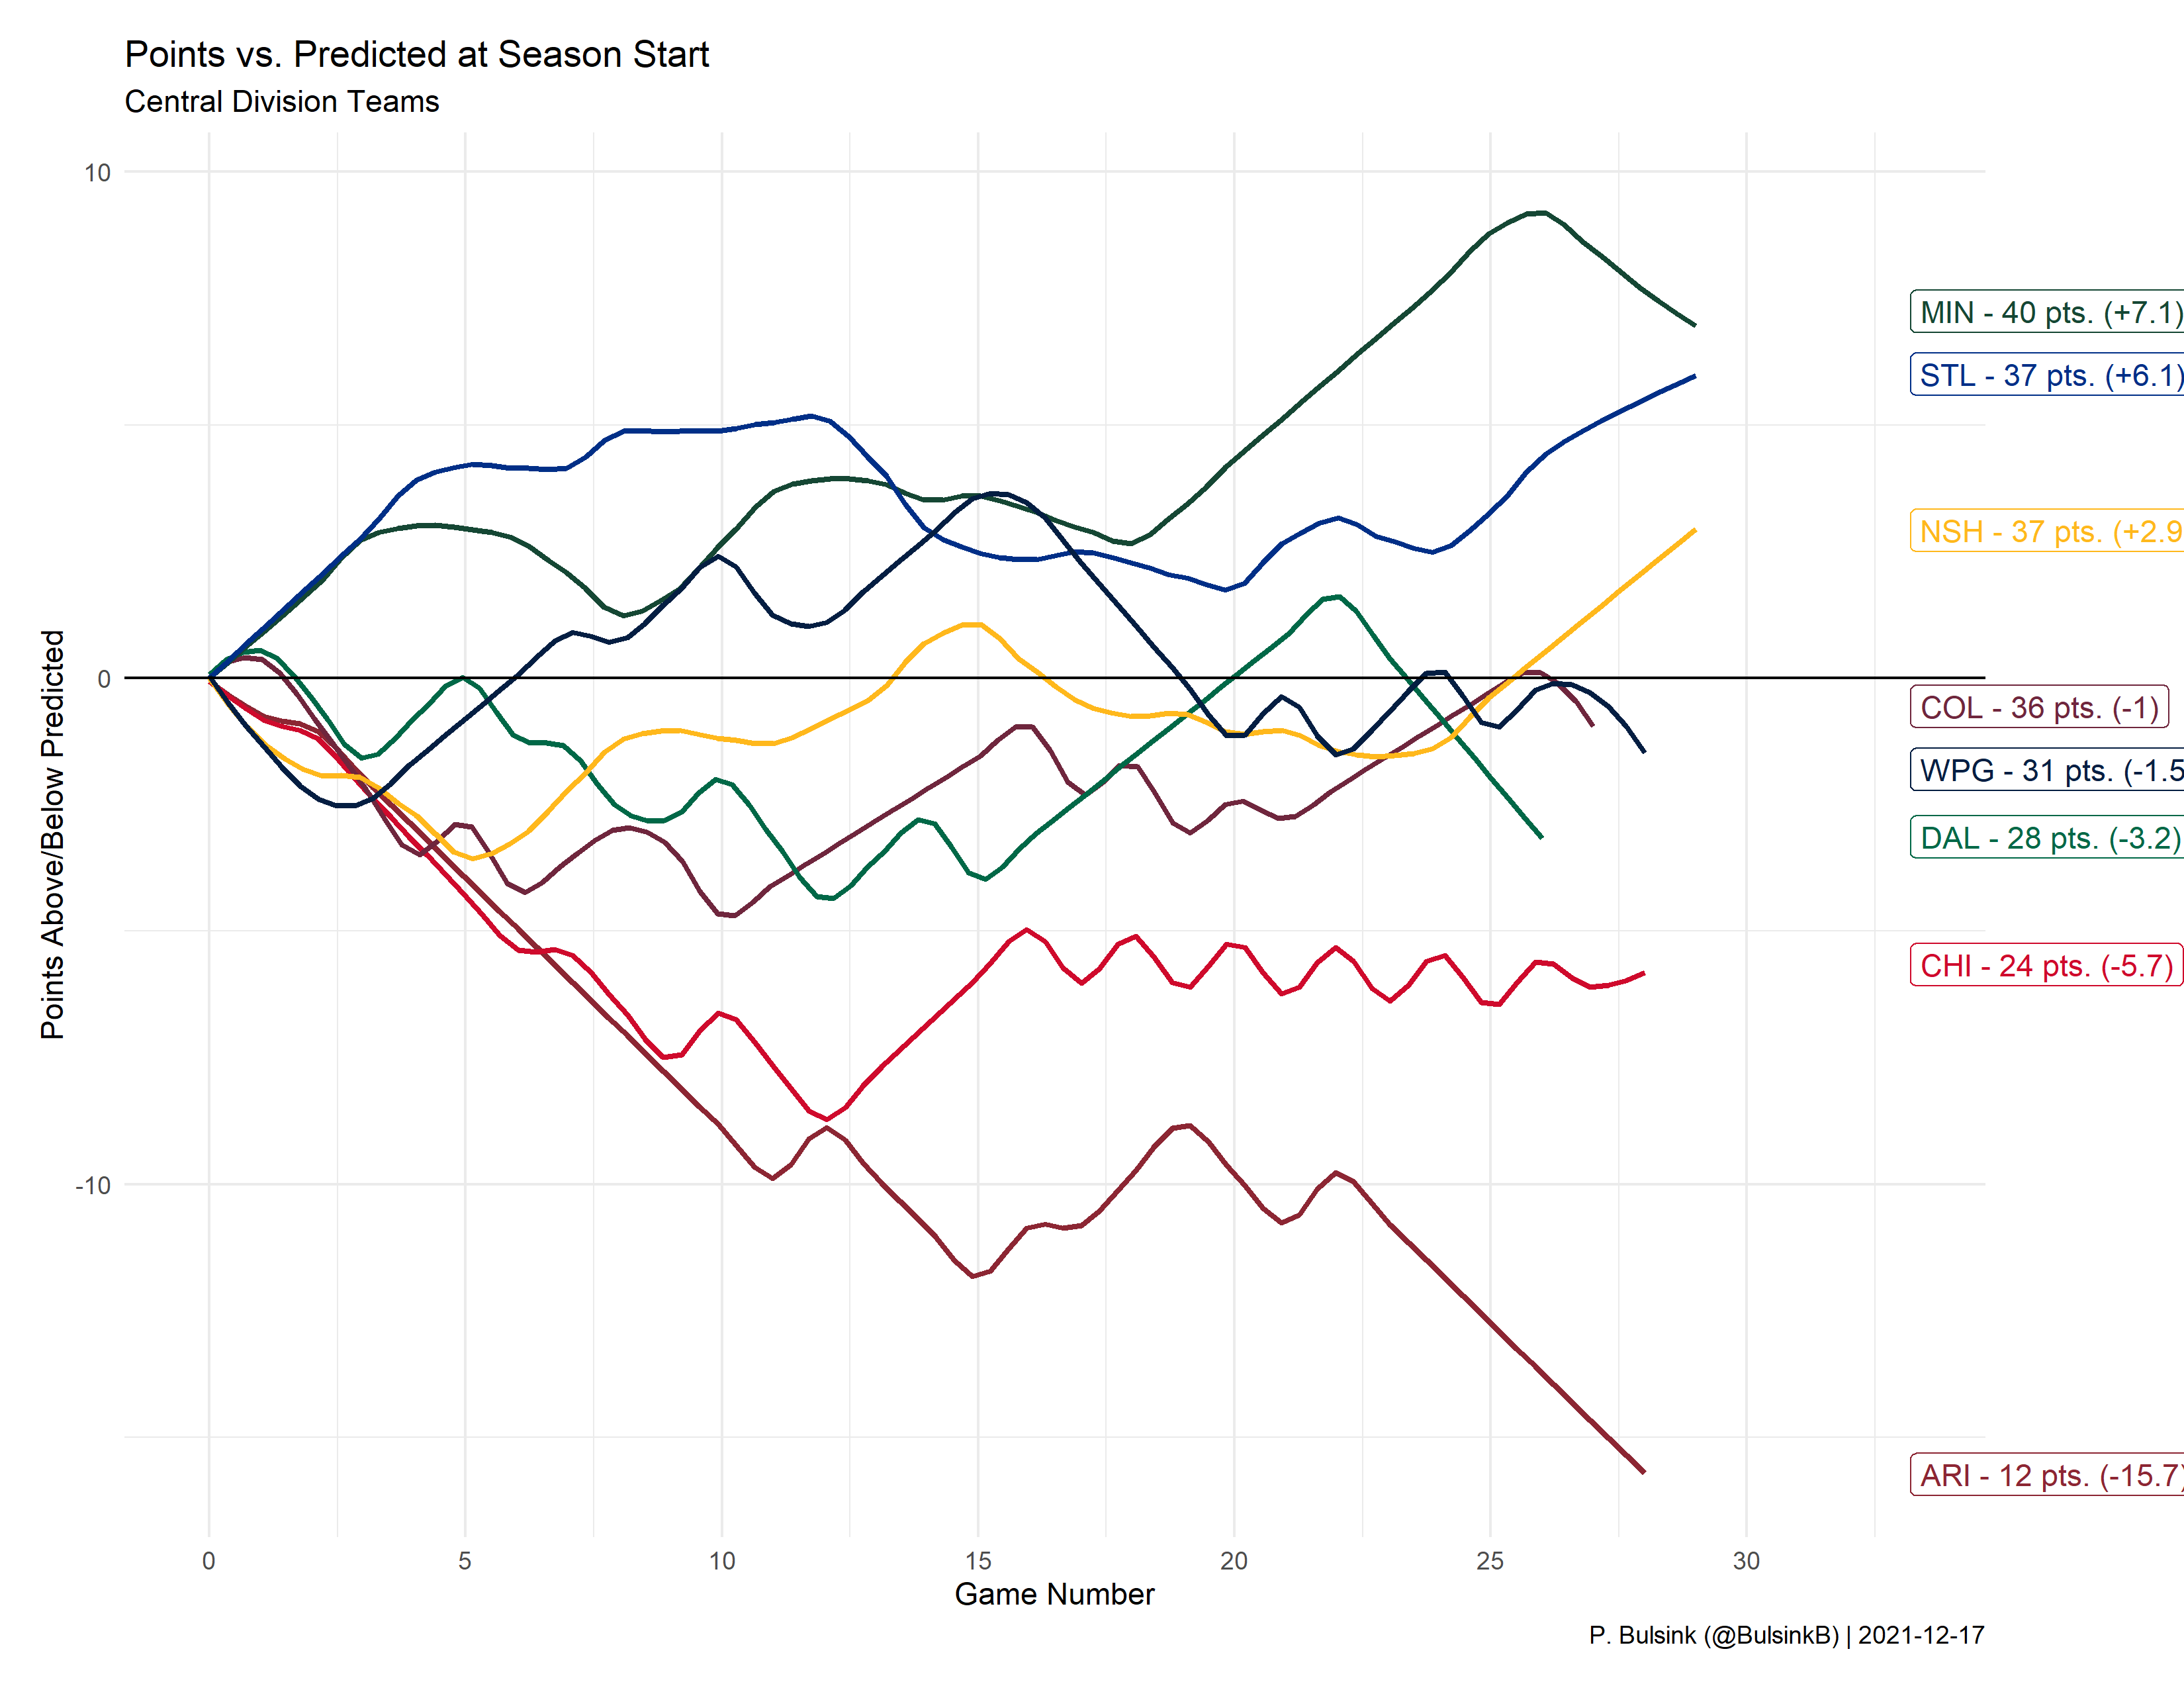 Points vs. Predicted at Season Start
Central Division Teams
Points Above/Below Predicted
10
0
-10
MIN - 40 pts. (+7.1)
STL - 37 pts. (+6.1)
NSH - 37 pts. (+2.9
COL - 36 pts. (-1)
WPG - 31 pts. (-1.5
DAL - 28 pts. (-3.2)
CHI - 24 pts. (-5.7)
ARI - 12 pts. (-15.7)
0 5 10 15 20 25 30
Game Number
P. Bulsink (@BulsinkB) | 2021-12-17